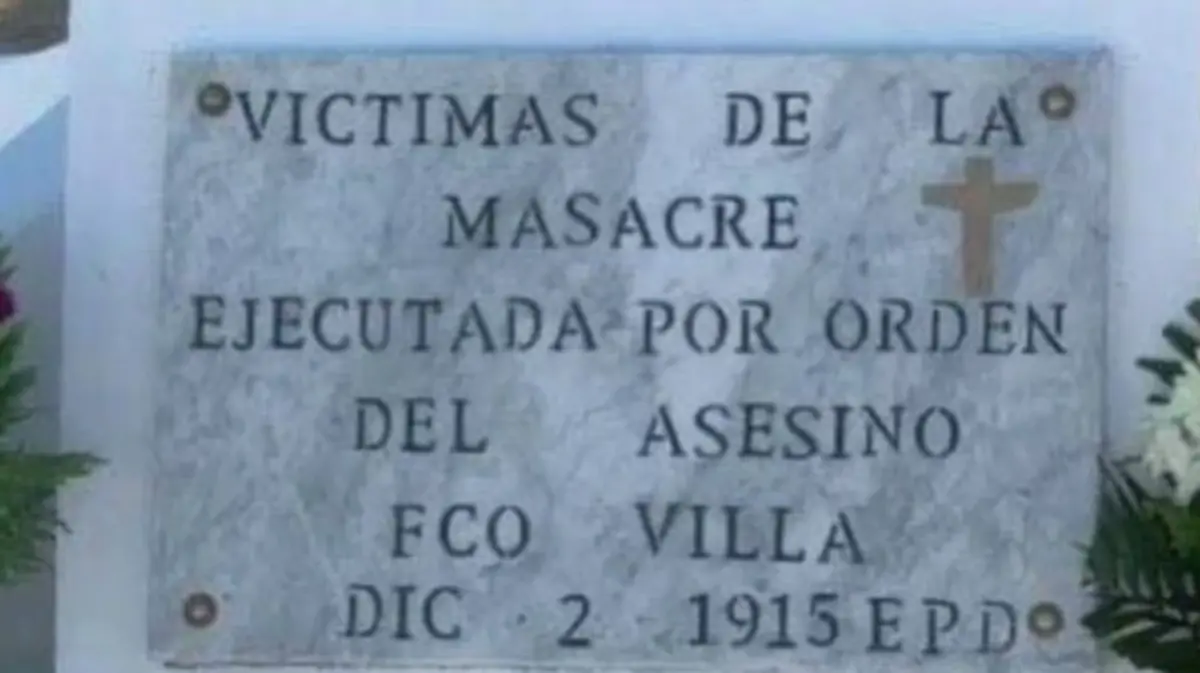 VICTIMAS DE LA
MASACRE
EJECUTADA POR ORDEN
DEL ASESINO
FCO VILLA
DIC · 2 1915 EPD